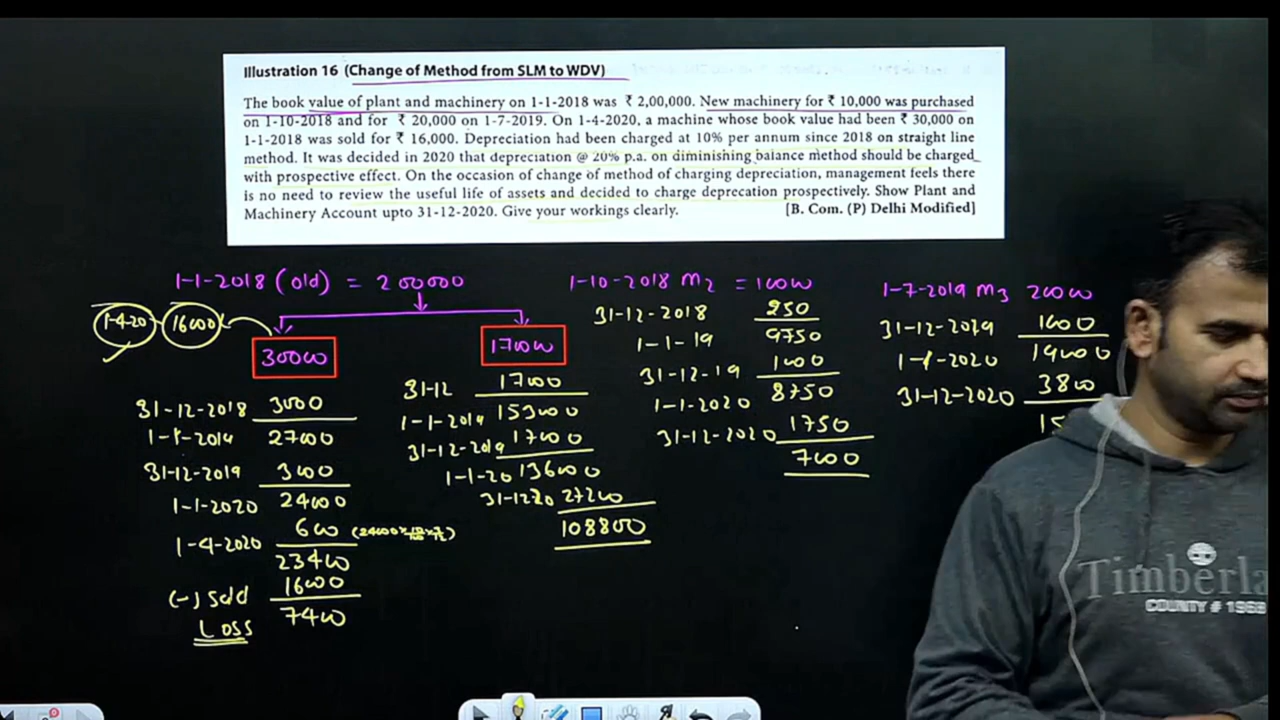 Illustration 16 (Change of Method from SLM to WDV)
The book value of plant and machinery on 1-1-2018 was ₹ 2,00,000. New machinery for ₹ 10,000 was purchased
on 1-10-2018 and for ₹ 20,000 on 1-7-2019. On 1-4-2020, a machine whose book value had been ₹ 30,000 on
1-1-2018 was sold for ₹ 16,000. Depreciation had been charged at 10% per annum since 2018 on straight line
method. It was decided in 2020 that depreciation @ 20% p.a. on diminishing balance method should be charged
with prospective effect. On the occasion of change of method of charging depreciation, management feels there
is no need to review the useful life of assets and decided to charge deprecation prospectively. Show Plant and
Machinery Account upto 31-12-2020. Give your workings clearly. [B. Com. (P) Delhi Modified]
1-1-2018 (old) = 200000
1-4-20 16000
30000
31-12-2018 3000
1-1-2019 27000
31-12-2019 3000
1-1-2020 24000
1-4-2020 600
23400
(-) Sold 16000
Loss 7400
170000
31-12 17000
1-1-2019 153000
31-12-2019 17000
1-1-20 136000
31-12-20 27200
108800
1-10-2018 M2 = 10000
31-12-2018 250
1-1-19 9750
31-12-19 1000
1-1-2020 8750
31-12-2020 1750
7000
1-7-2019 M3 20000
31-12-2019 1000
1-1-2020 19000
31-12-2020 3800
15
Timberla
COUNTY # 1968